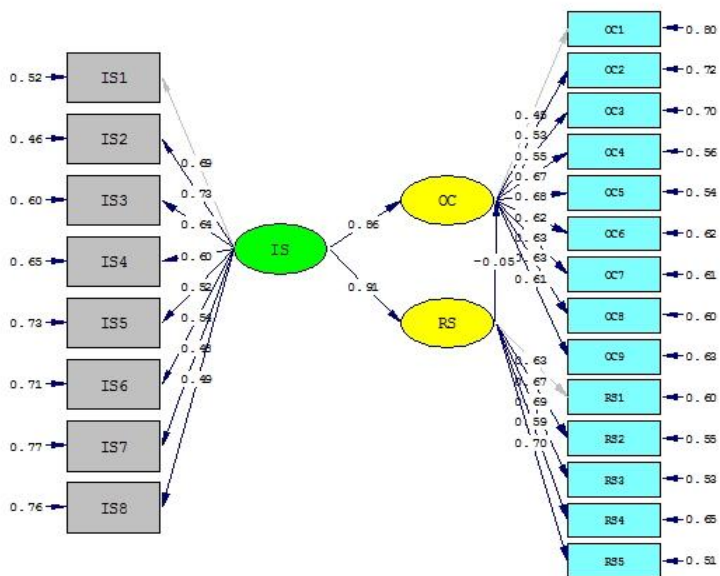 0.52 IS1
0.46 IS2
0.60 IS3
0.65 IS4
0.73 IS5
0.71 IS6
0.77 IS7
0.76 IS8
0.69
0.73
0.64
0.60
0.52
0.54
0.49
IS
0.86
0.91
OC
-0.05
RS
0.45
0.53
0.55
0.67
0.68
0.62
0.63
0.63
0.61
0.63
0.67
0.69
0.59
0.70
OC1 0.80
OC2 0.72
OC3 0.70
OC4 0.56
OC5 0.54
OC6 0.62
OC7 0.61
OC8 0.60
OC9 0.63
RS1 0.60
RS2 0.55
RS3 0.53
RS4 0.65
RS5 0.51